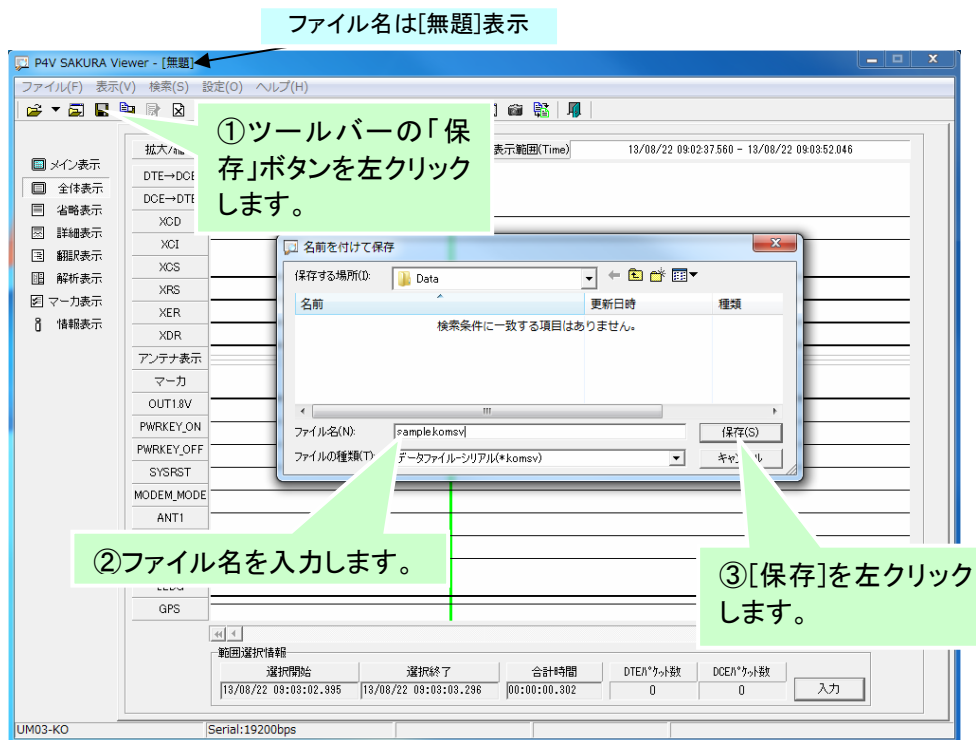 ファイル名は[無題]表示
P4V SAKURA Viewer - [無題]
ファイル(F) 表示(V) 検索(S) 設定(O) ヘルプ(H)
①ツールバーの「保
存」ボタンを左クリック
します。
表示範囲(Time) 13/08/22 09:02:37.560 - 13/08/22 09:03:52.046
メイン表示
全体表示
省略表示
詳細表示
翻訳表示
解析表示
マーカ表示
情報表示
拡大/
DTE→DCE
DCE→DTE
XCD
XCI
XCS
XRS
XER
XDR
アンテナ表示
マーカ
OUT1.8V
PWRKEY_ON
PWRKEY_OFF
SYSRST
MODEM_MODE
ANT1
GPS
名前を付けて保存
保存する場所(I): Data
名前 更新日時 種類
検索条件に一致する項目はありません。
ファイル名(N): sample.komsv 保存(S)
ファイルの種類(T): データファイル-シリアル(*.komsv)
②ファイル名を入力します。
③[保存]を左クリック
します。
範囲選択情報
選択開始 選択終了 合計時間 DTEパケット数 DCEパケット数
13/08/22 09:03:02.995 13/08/22 09:03:03.296 00:00:00.302 0 0 入力
UM03-KO Serial:19200bps